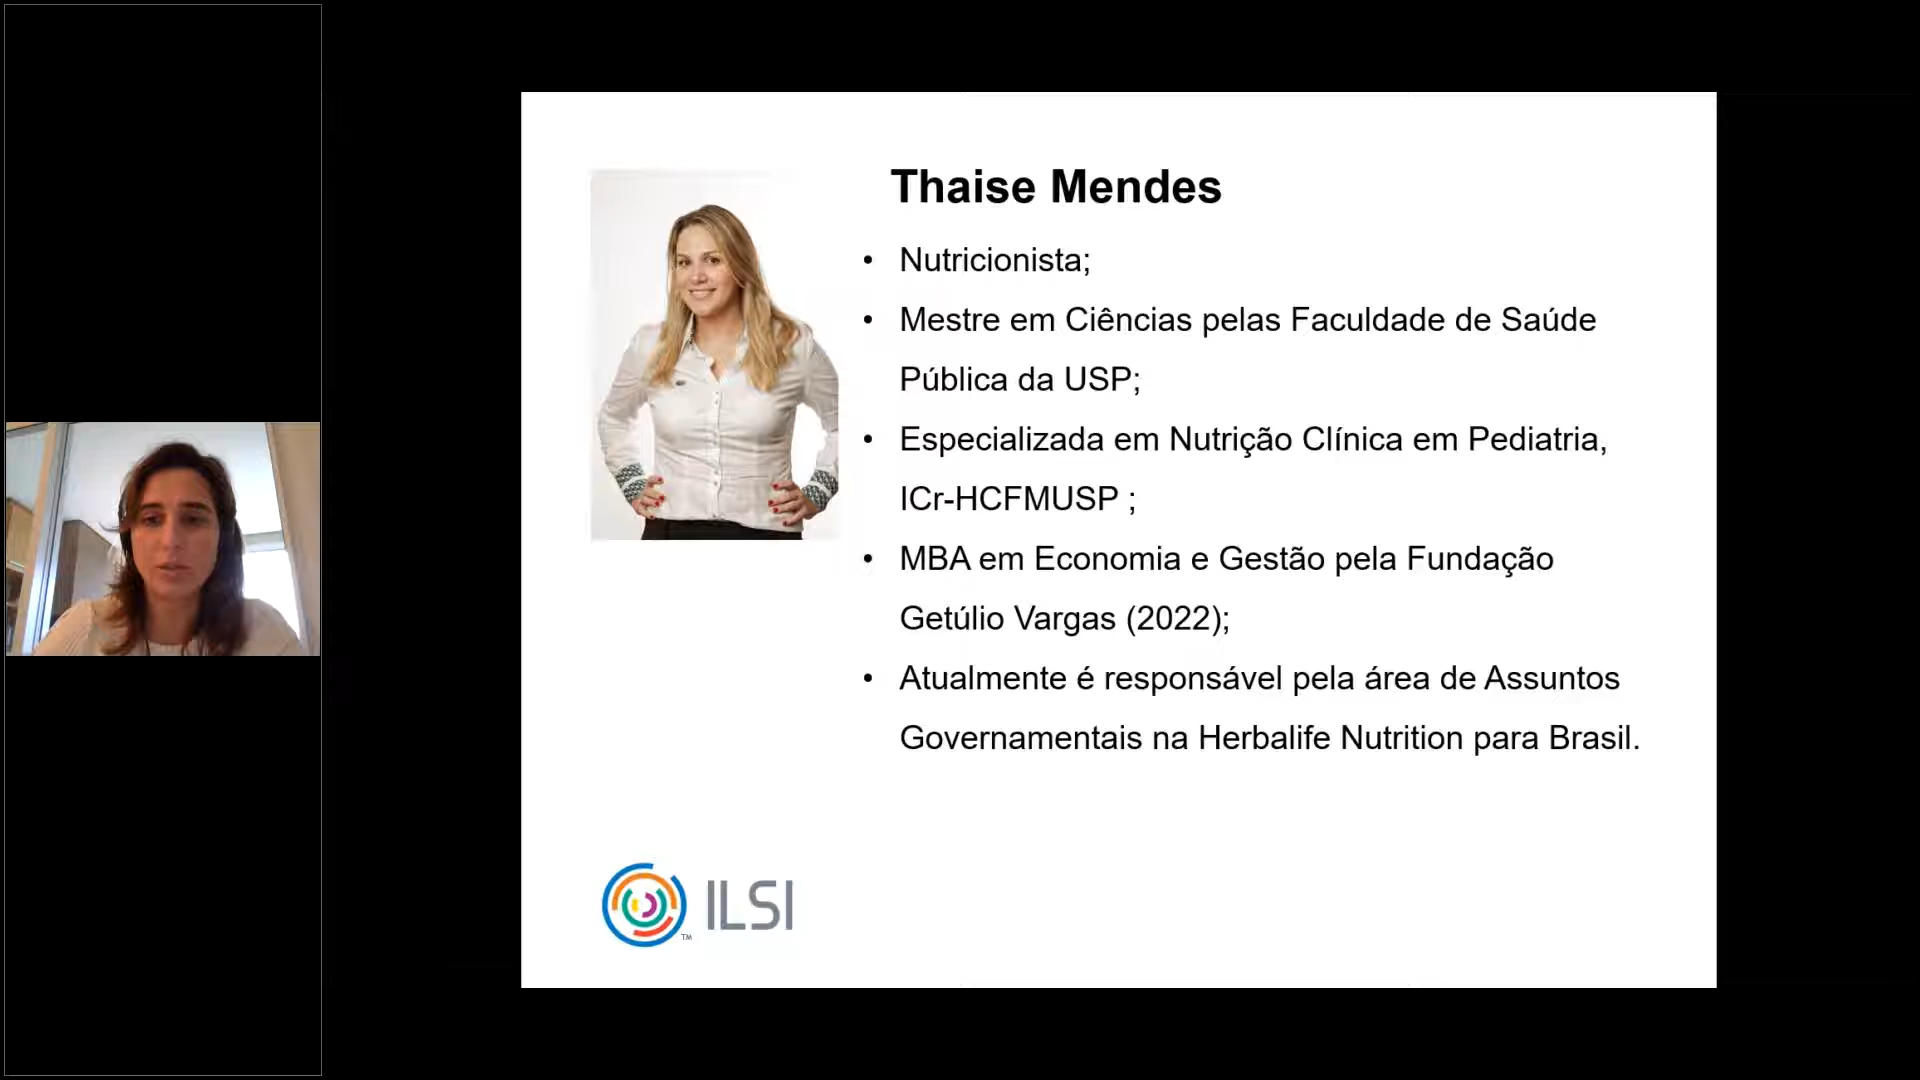 Thaise Mendes
• Nutricionista;
• Mestre em Ciências pelas Faculdade de Saúde
Pública da USP;
• Especializada em Nutrição Clínica em Pediatria,
ICr-HCFMUSP ;
• MBA em Economia e Gestão pela Fundação
Getúlio Vargas (2022);
• Atualmente é responsável pela área de Assuntos
Governamentais na Herbalife Nutrition para Brasil.
ILSI
TM